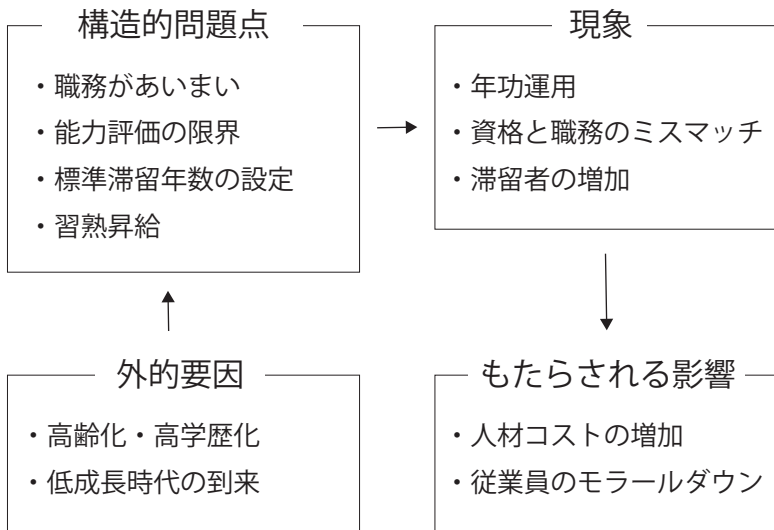 構造的問題点
・職務があいまい
・能力評価の限界
・標準滞留年数の設定
・習熟昇給
現象
・年功運用
・資格と職務のミスマッチ
・滞留者の増加
外的要因
・高齢化・高学歴化
・低成長時代の到来
もたらされる影響
・人材コストの増加
・従業員のモラールダウン